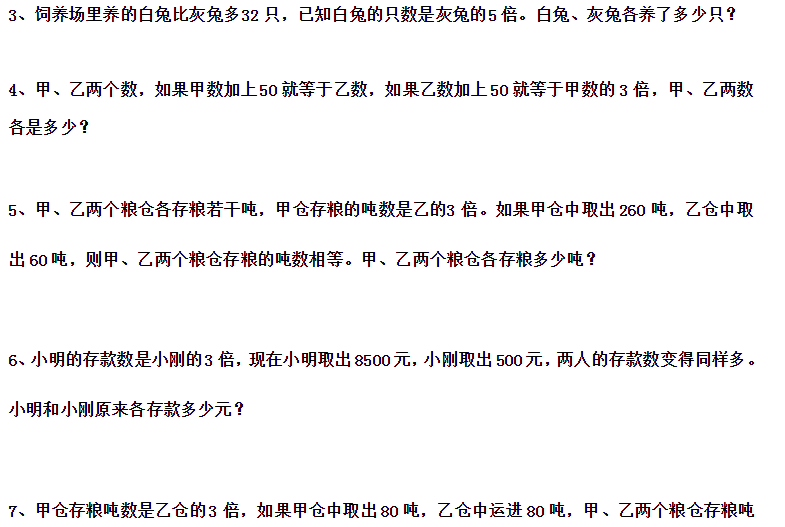 3、饲养场里养的白兔比灰兔多32只，已知白兔的只数是灰兔的5倍。白兔、灰兔各养了多少只？
4、甲、乙两个数，如果甲数加上50就等于乙数，如果乙数加上50就等于甲数的3倍，甲、乙两数
各是多少？
5、甲、乙两个粮仓各存粮若干吨，甲仓存粮的吨数是乙的3倍。如果甲仓中取出260吨，乙仓中取
出60吨，则甲、乙两个粮仓存粮的吨数相等。甲、乙两个粮仓各存粮多少吨？
6、小明的存款数是小刚的3倍，现在小明取出8500元，小刚取出500元，两人的存款数变得同样多。
小明和小刚原来各存款多少元？
7、甲仓存粮吨数是乙仓的3倍，如果甲仓中取出80吨，乙仓中运进80吨，甲、乙两个粮仓存粮吨